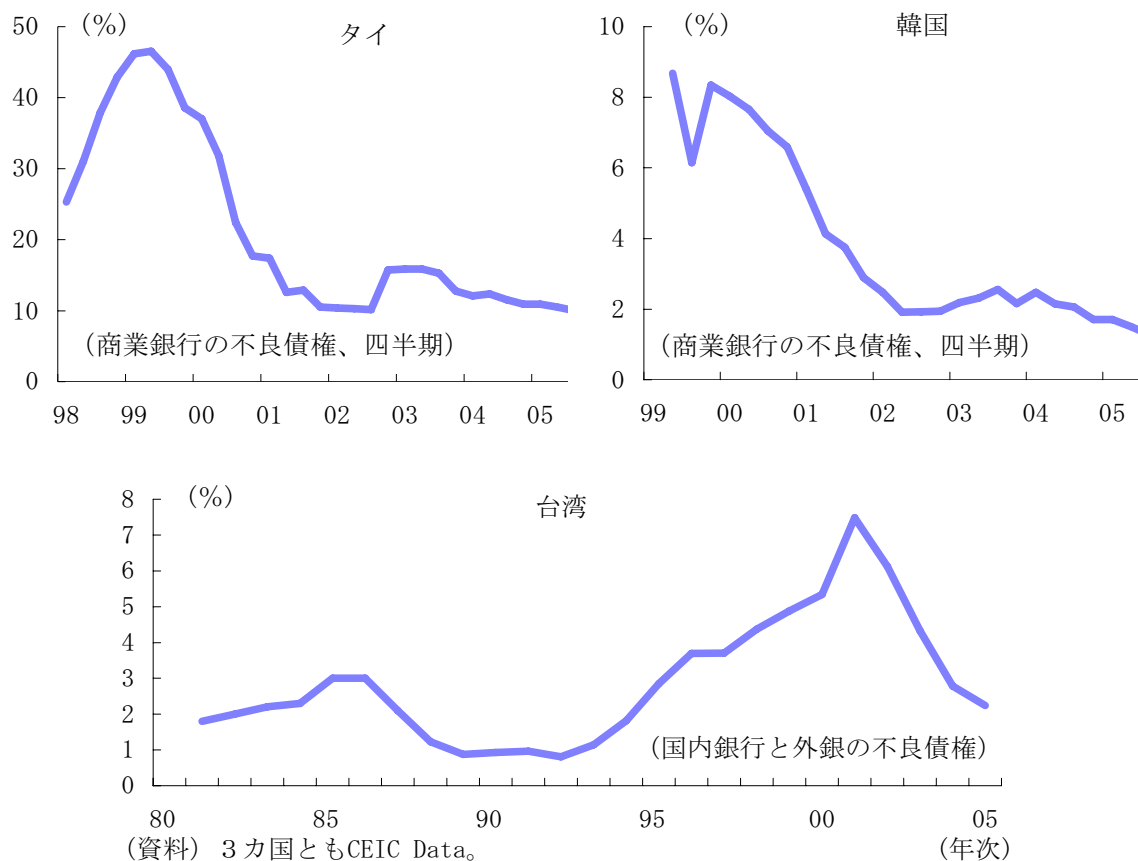 (%)
タイ
50
40
30
20
10
0
(商業銀行の不良債権、四半期)
98 99 00 01 02 03 04 05
(%)
韓国
10
8
6
4
2
0
(商業銀行の不良債権、四半期)
99 00 01 02 03 04 05
(%)
台湾
8
7
6
5
4
3
2
1
0
(国内銀行と外銀の不良債権)
80 85 90 95 00 05
(資料) 3カ国ともCEIC Data。
(年次)